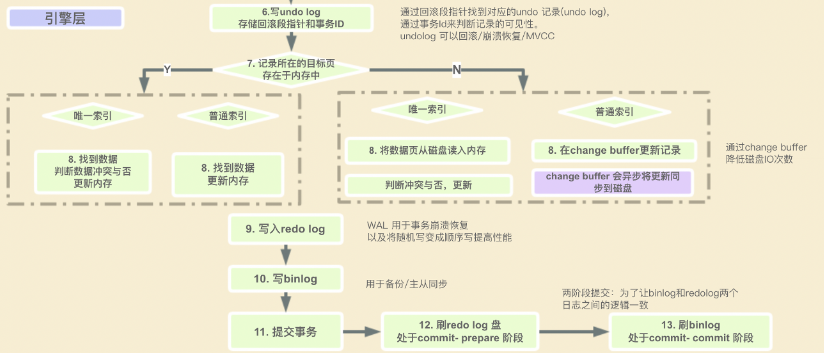 引擎层
6.写undo log
存储回滚段指针和事务ID
通过回滚段指针找到对应的undo 记录(undo log),
通过事务Id来判断记录的可见性。
undolog 可以回滚/崩溃恢复/MVCC
7. 记录所在的目标页
存在于内存中
Y
N
唯一索引
普通索引
8. 找到数据
判断数据冲突与否
更新内存
8. 找到数据
更新内存
唯一索引
普通索引
8. 将数据页从磁盘读入内存
8. 在change buffer更新记录
判断冲突与否，更新
change buffer 会异步将更新同
步到磁盘
通过change buffer
降低磁盘IO次数
9. 写入redo log
WAL 用于事务崩溃恢复
以及将随机写变成顺序写提高性能
10. 写binlog
用于备份/主从同步
两阶段提交：为了让binlog和redolog两个
日志之间的逻辑一致
11. 提交事务
12. 刷redo log 盘
处于commit- prepare 阶段
13. 刷binlog
处于commit- commit 阶段